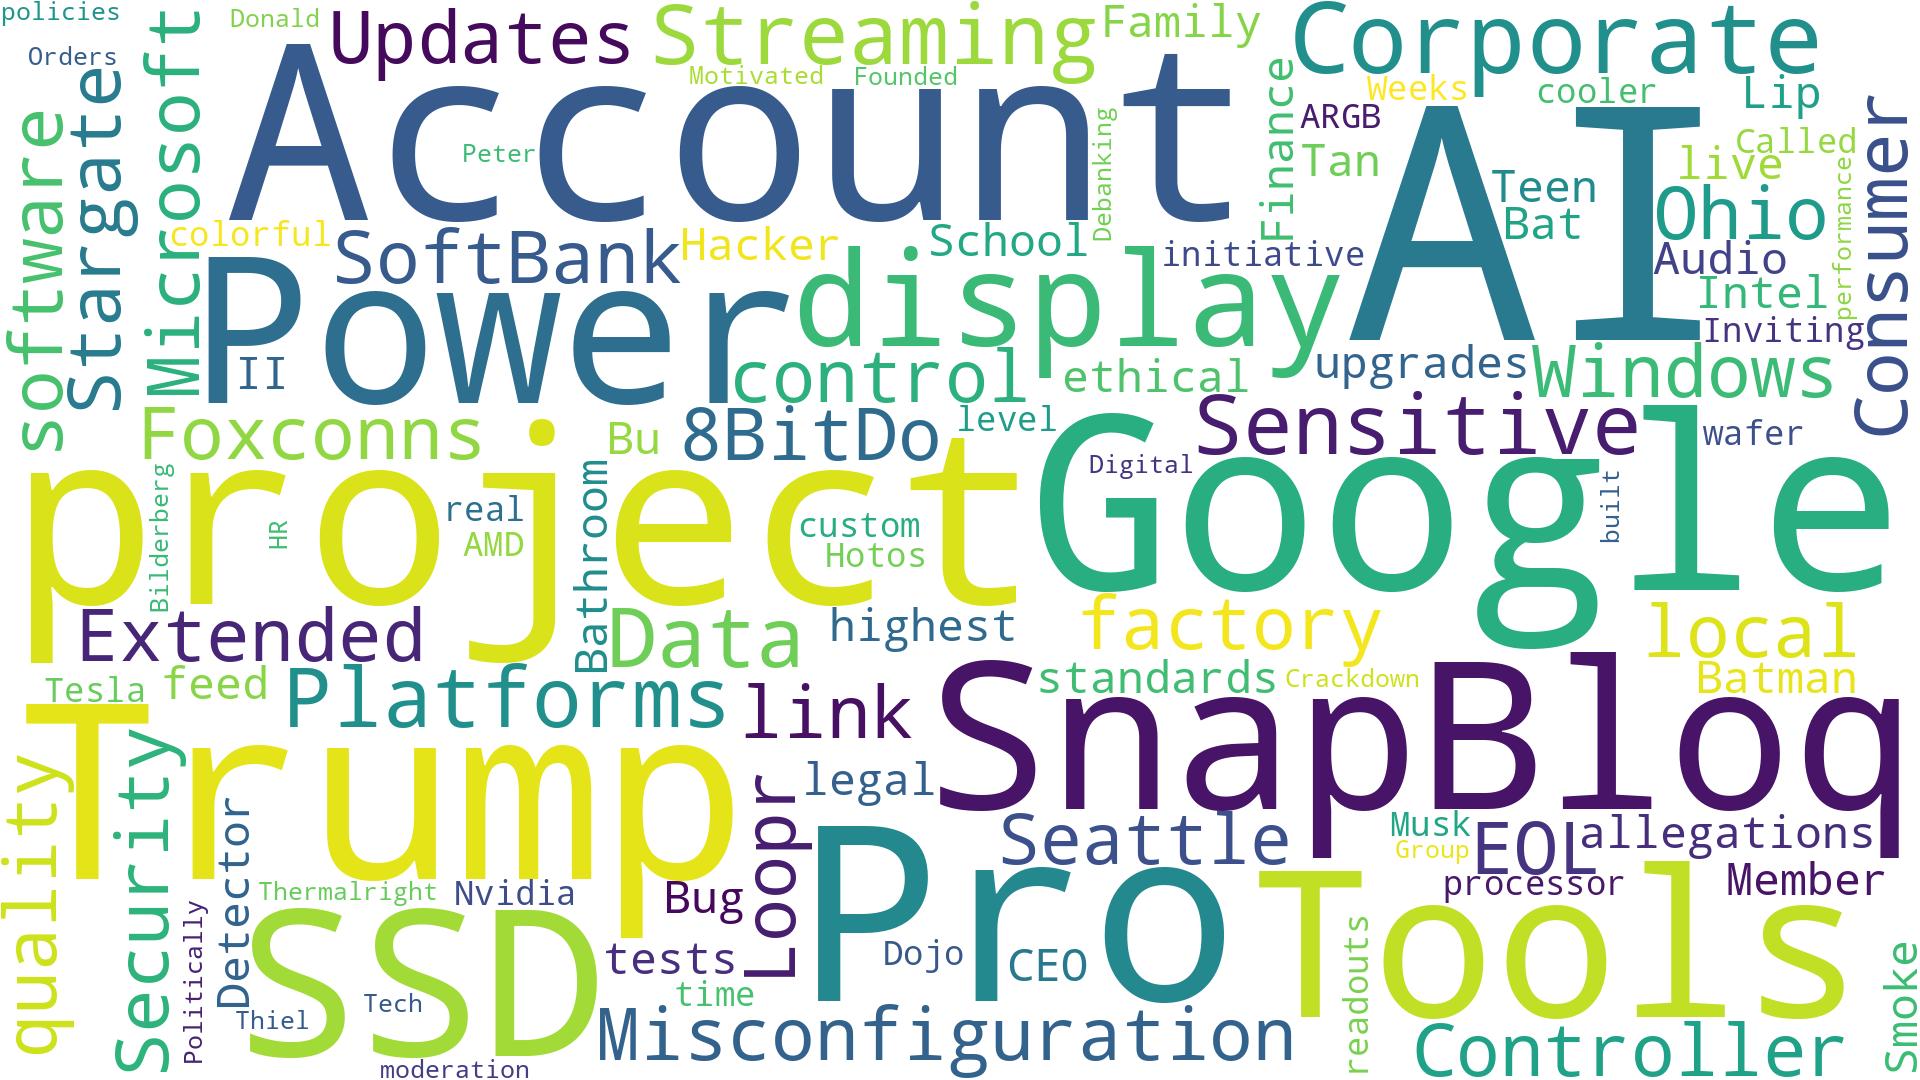 policies
Donald
Updates
Streaming
Family
Corporate
Orders
Stargate
Microsoft
Account
Motivated
Founded
Finance
Weeks
cooler
Lip
software
Peter
Debanking
ARGB
Tan
AI
Teen
Called
live
Consumer
colorful
SoftBank
Hacker
School
initiative
Bat
Ohio
performance
Audio
Power
display
Intel
Inviting
II
control
ethical
upgrades
Windows
Foxconns
Bu
8BitDo
level
Sensitive
wafer
project
Bilderberg
HR
real
AMD
Bathroom
custom
Hotos
Digital
Google
built
Extended
Data
highest
factory
local
Tesla
feed
Platforms
link
standards
Crackdown
Batman
Trump
SnapBloq
quality
Security
Detector
Loopr
legal
Seattle
Musk
Group
EOL
allegations
Thermalright
Nvidia
Bug
Pro
processor
Member
Politically
SSD
tests
Dojo
CEO
Tools
Thiel
Tech
time
readouts
Smoke
moderation
Misconfiguration
Controller